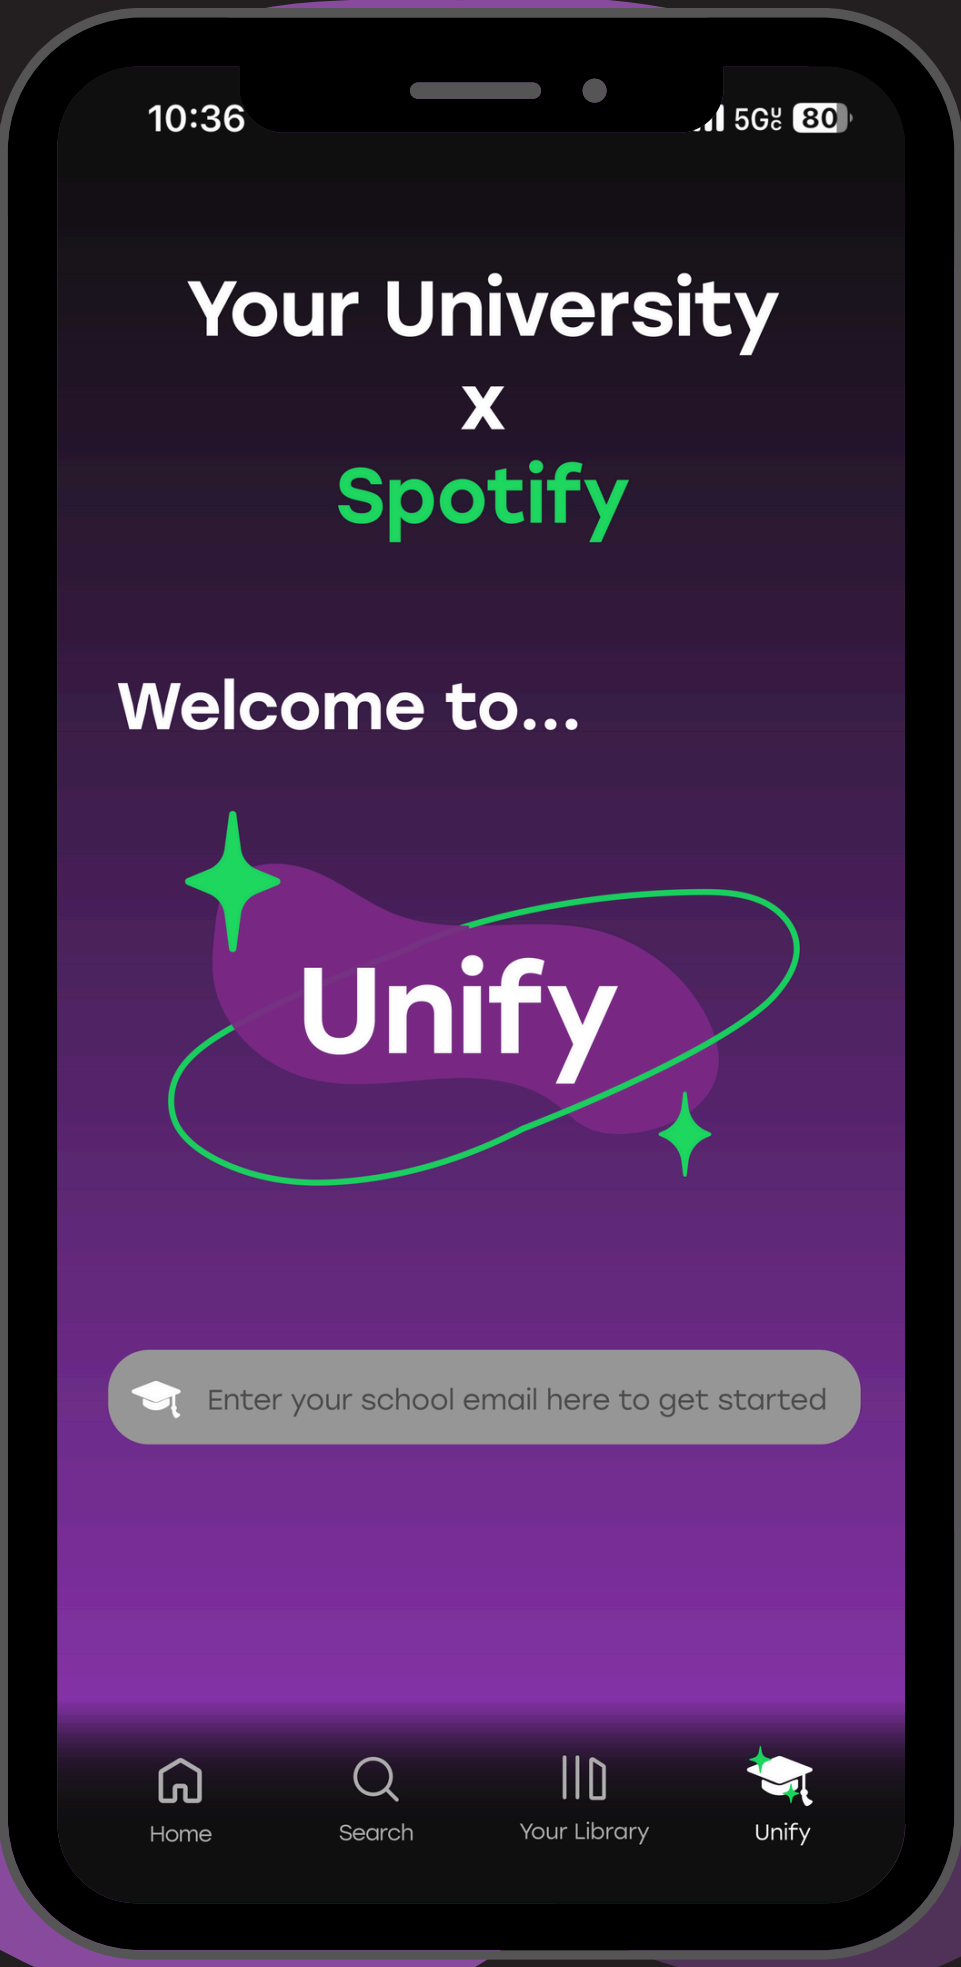 10:36 5Gᵁc 80
Your University
x
Spotify
Welcome to...
Unify
Enter your school email here to get started
Home Search Your Library Unify